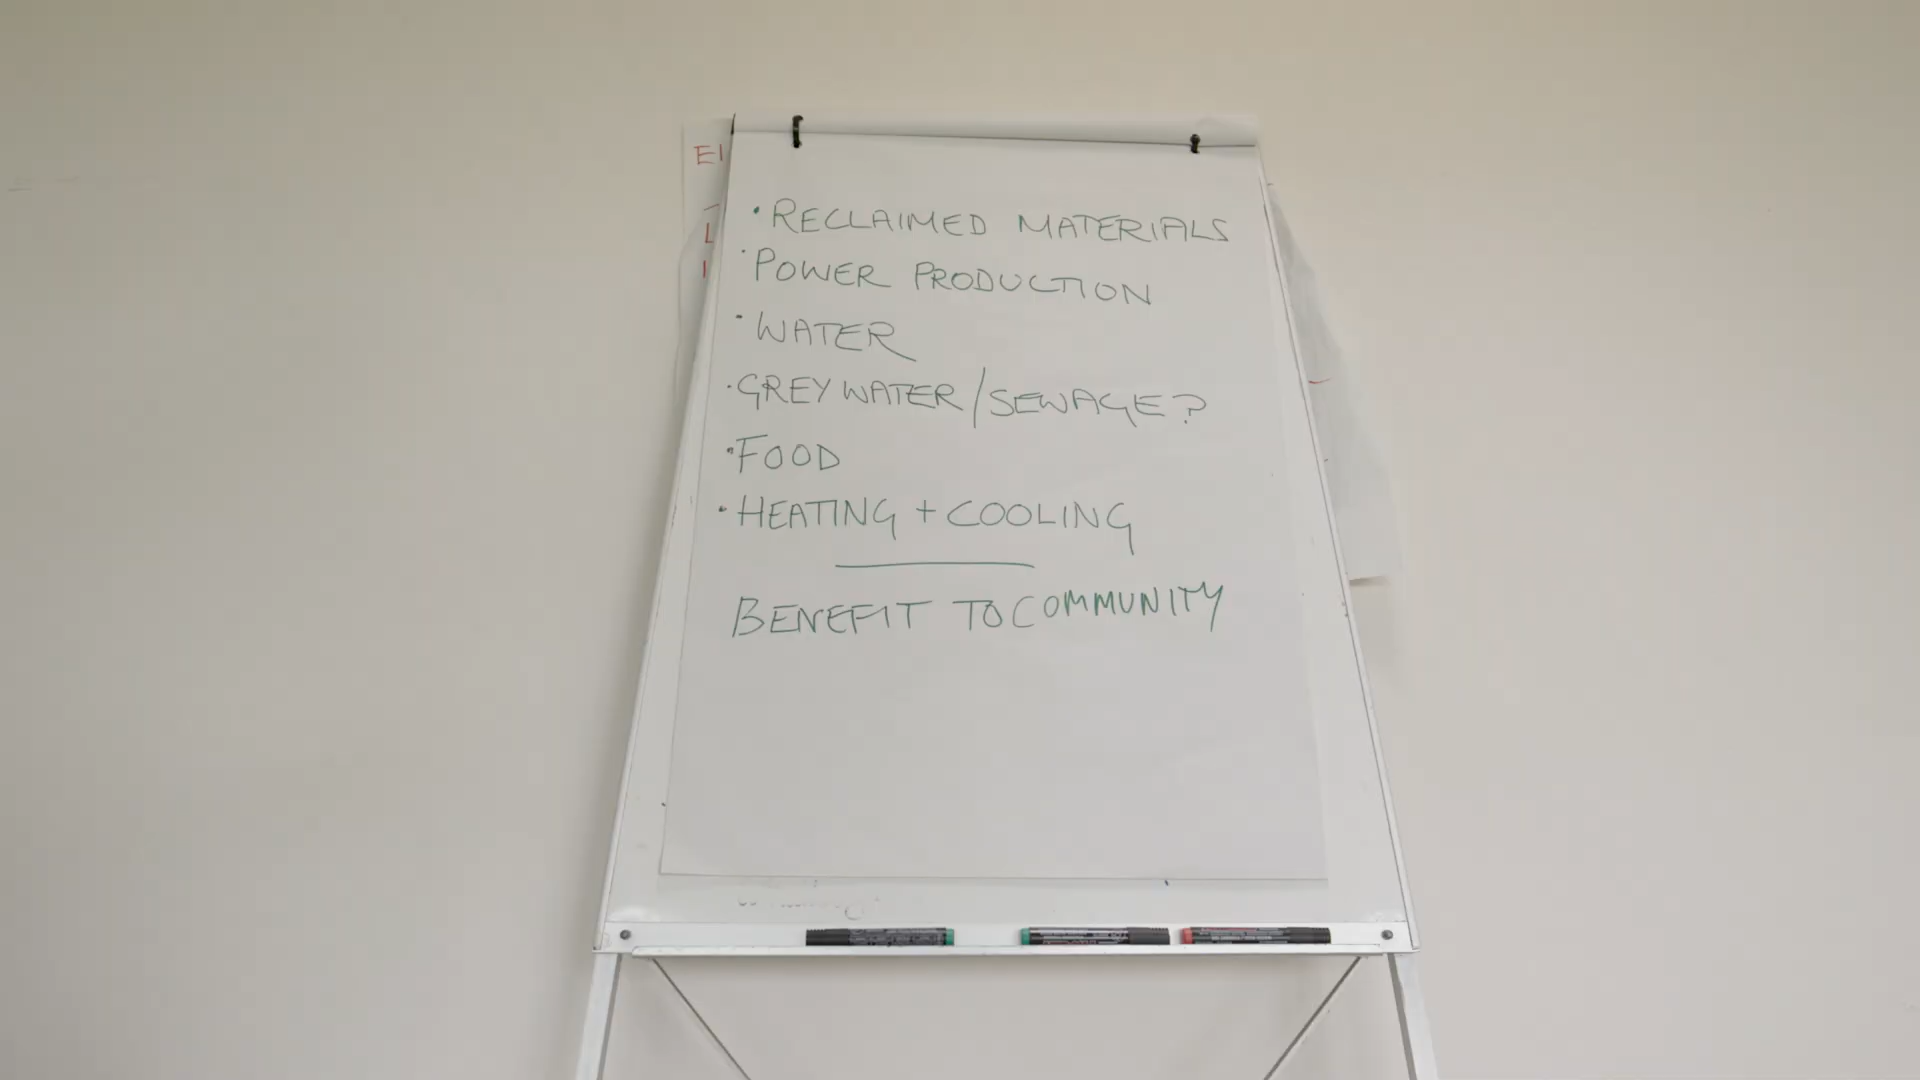 • RECLAIMED MATERIALS
• POWER PRODUCTION
• WATER
• GREY WATER / SEWAGE?
• FOOD
• HEATING + COOLING
BENEFIT TO COMMUNITY